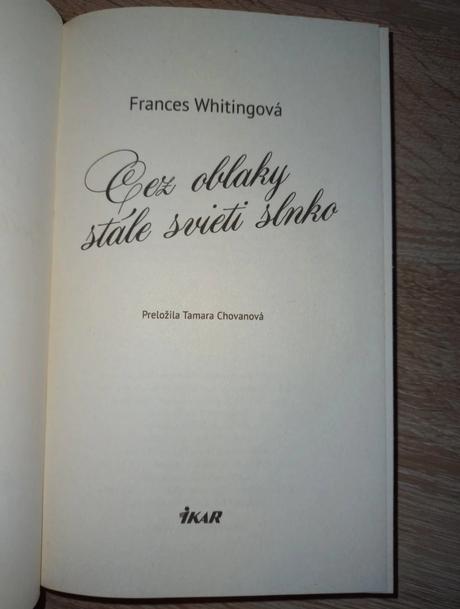 Frances Whitingová
Cez oblaky
stále svieti slnko
Preložila Tamara Chovanová
IKAR